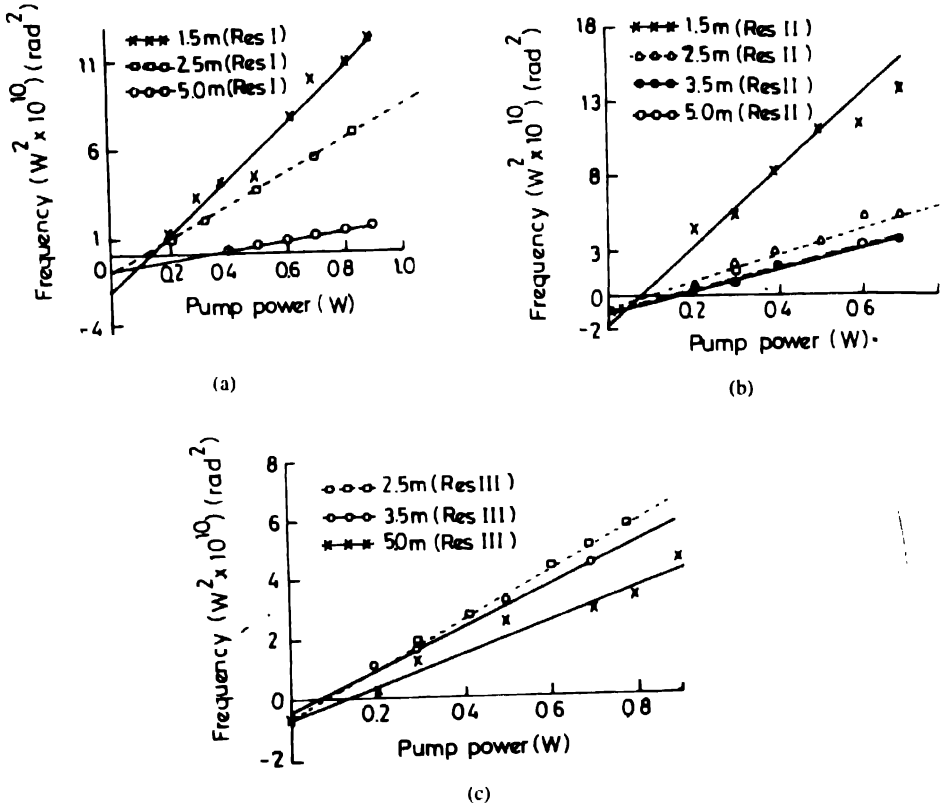 1.5m (Res I)
2.5m (Res I)
5.0m (Res I)
Frequency (W² x 10¹⁰) (rad²)
11
6
1
0
-4
0.2
0.4
0.6
0.8
1.0
Pump power (W)
(a)
1.5m (Res II)
2.5m (Res II)
3.5m (Res II)
5.0m (Res II)
Frequency (W² x 10¹⁰) (rad²)
18
13
8
3
0
-2
0.2
0.4
0.6
Pump power (W).
(b)
2.5m (Res III)
3.5m (Res III)
5.0m (Res III)
Frequency (W² x 10¹⁰) (rad²)
8
6
4
2
0
-2
0.2
0.4
0.6
0.8
Pump power (W)
(c)